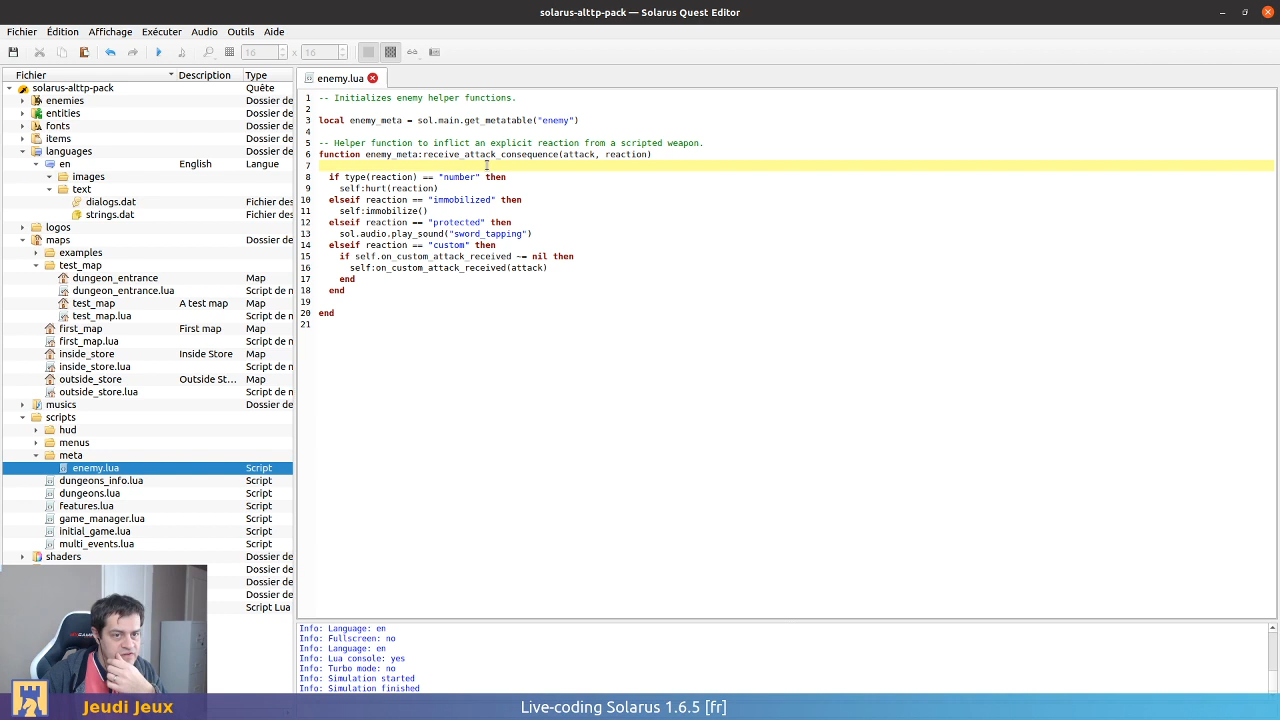 solarus-alttp-pack — Solarus Quest Editor
Fichier Édition Affichage Exécuter Audio Outils Aide
16 x 16
Fichier Description Type
solarus-alttp-pack Quête
enemies Dossier de
entities Dossier de
fonts Dossier de
items Dossier de
languages Dossier de
en English Langue
images
text
dialogs.dat Fichier des
strings.dat Fichier de
logos Dossier de
maps Dossier de
examples
test_map
dungeon_entrance Map
dungeon_entrance.lua Script de n
test_map A test map Map
test_map.lua Script de n
first_map First map Map
first_map.lua Script de n
inside_store Inside Store Map
inside_store.lua Script de n
outside_store Outside St... Map
outside_store.lua Script de n
musics Dossier de
scripts
hud
menus
meta
enemy.lua Script
dungeons_info.lua Script
dungeons.lua Script
features.lua Script
game_manager.lua Script
initial_game.lua Script
multi_events.lua Script
shaders Dossier de
Dossier de
Dossier de
Dossier de
Script Lua
enemy.lua
1 -- Initializes enemy helper functions.
2
3 local enemy_meta = sol.main.get_metatable("enemy")
4
5 -- Helper function to inflict an explicit reaction from a scripted weapon.
6 function enemy_meta:receive_attack_consequence(attack, reaction)
7
8 if type(reaction) == "number" then
9 self:hurt(reaction)
10 elseif reaction == "immobilized" then
11 self:immobilize()
12 elseif reaction == "protected" then
13 sol.audio.play_sound("sword_tapping")
14 elseif reaction == "custom" then
15 if self.on_custom_attack_received ~= nil then
16 self:on_custom_attack_received(attack)
17 end
18 end
19
20 end
21
Info: Language: en
Info: Fullscreen: no
Info: Language: en
Info: Lua console: yes
Info: Turbo mode: no
Info: Simulation started
Info: Simulation finished
Jeudi Jeux
Live-coding Solarus 1.6.5 [fr]